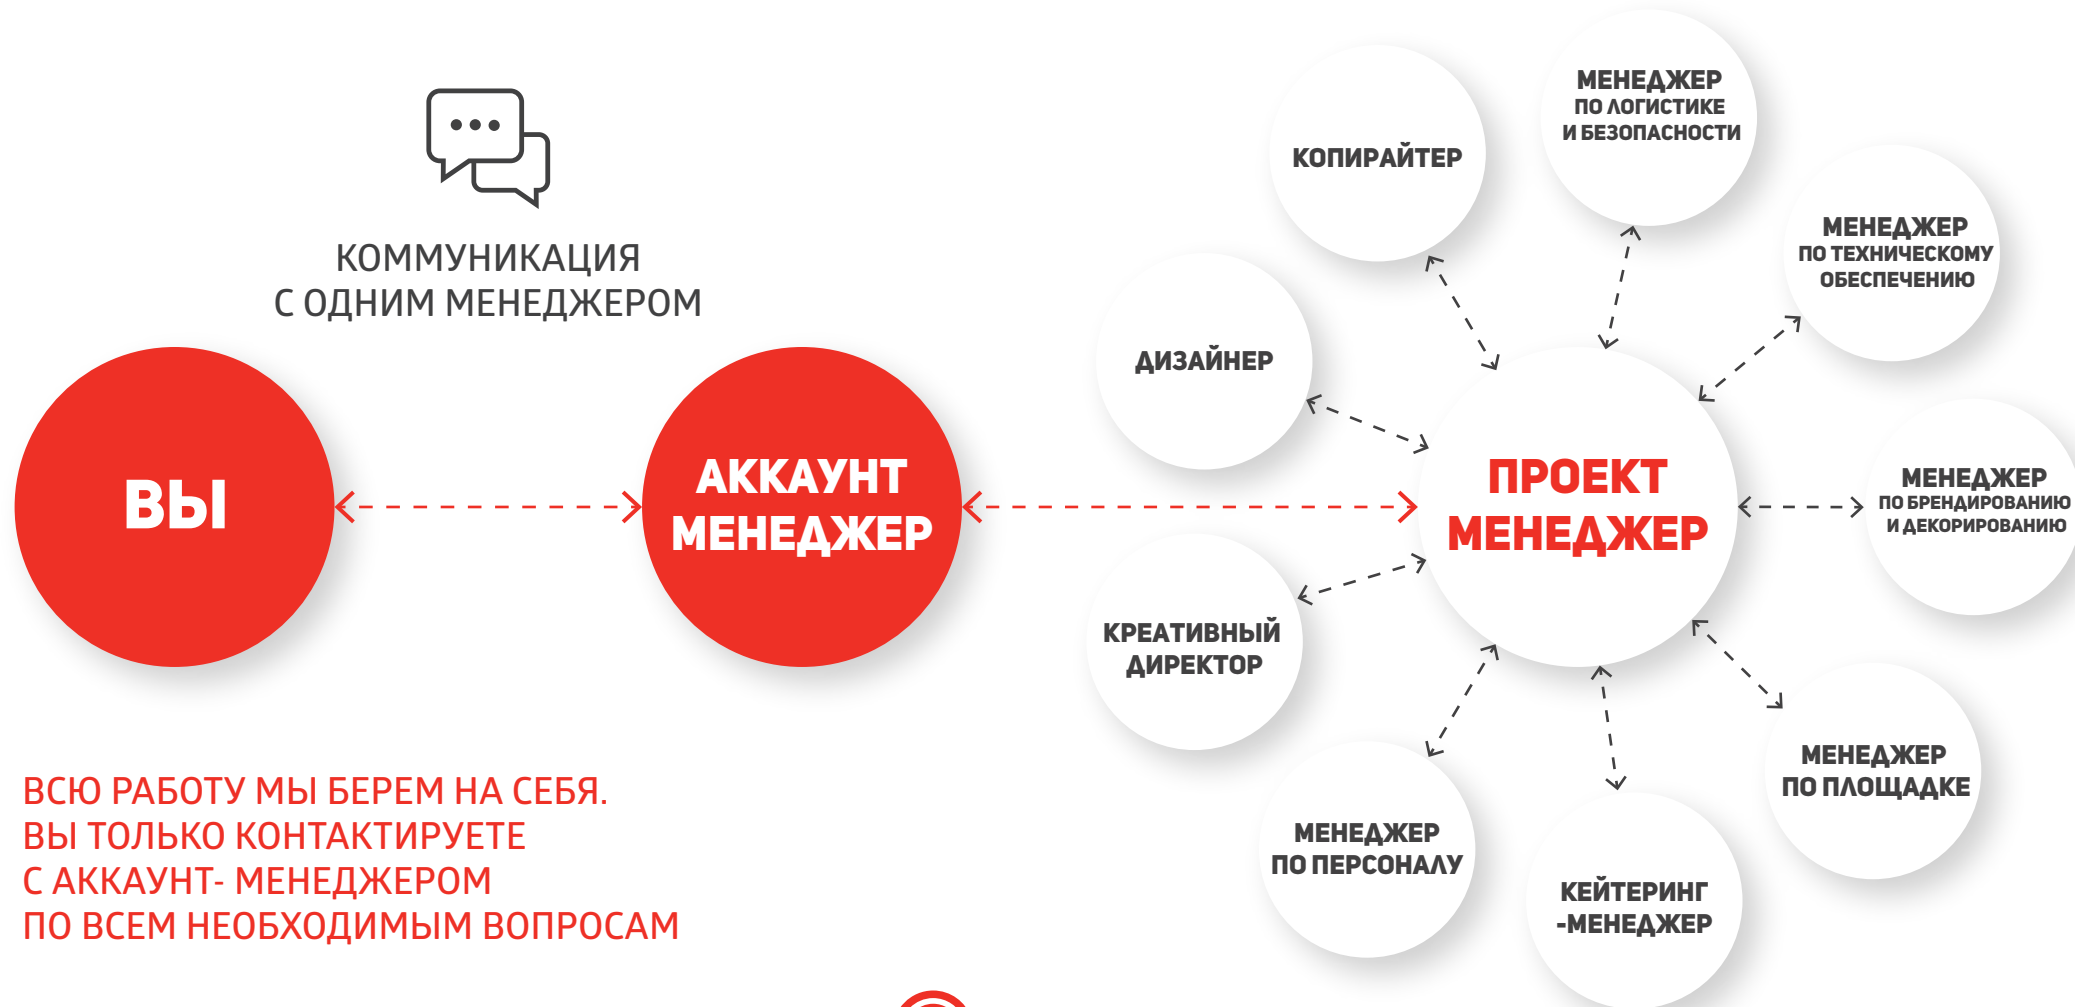 КОММУНИКАЦИЯ
С ОДНИМ МЕНЕДЖЕРОМ
ВЫ
АККАУНТ
МЕНЕДЖЕР
ВСЮ РАБОТУ МЫ БЕРЕМ НА СЕБЯ.
ВЫ ТОЛЬКО КОНТАКТИРУЕТЕ
С АККАУНТ- МЕНЕДЖЕРОМ
ПО ВСЕМ НЕОБХОДИМЫМ ВОПРОСАМ
ПРОЕКТ
МЕНЕДЖЕР
ДИЗАЙНЕР
КОПИРАЙТЕР
МЕНЕДЖЕР
ПО ЛОГИСТИКЕ
И БЕЗОПАСНОСТИ
МЕНЕДЖЕР
ПО ТЕХНИЧЕСКОМУ
ОБЕСПЕЧЕНИЮ
МЕНЕДЖЕР
ПО БРЕНДИРОВАНИЮ
И ДЕКОРИРОВАНИЮ
МЕНЕДЖЕР
ПО ПЛОЩАДКЕ
КЕЙТЕРИНГ
-МЕНЕДЖЕР
МЕНЕДЖЕР
ПО ПЕРСОНАЛУ
КРЕАТИВНЫЙ
ДИРЕКТОР